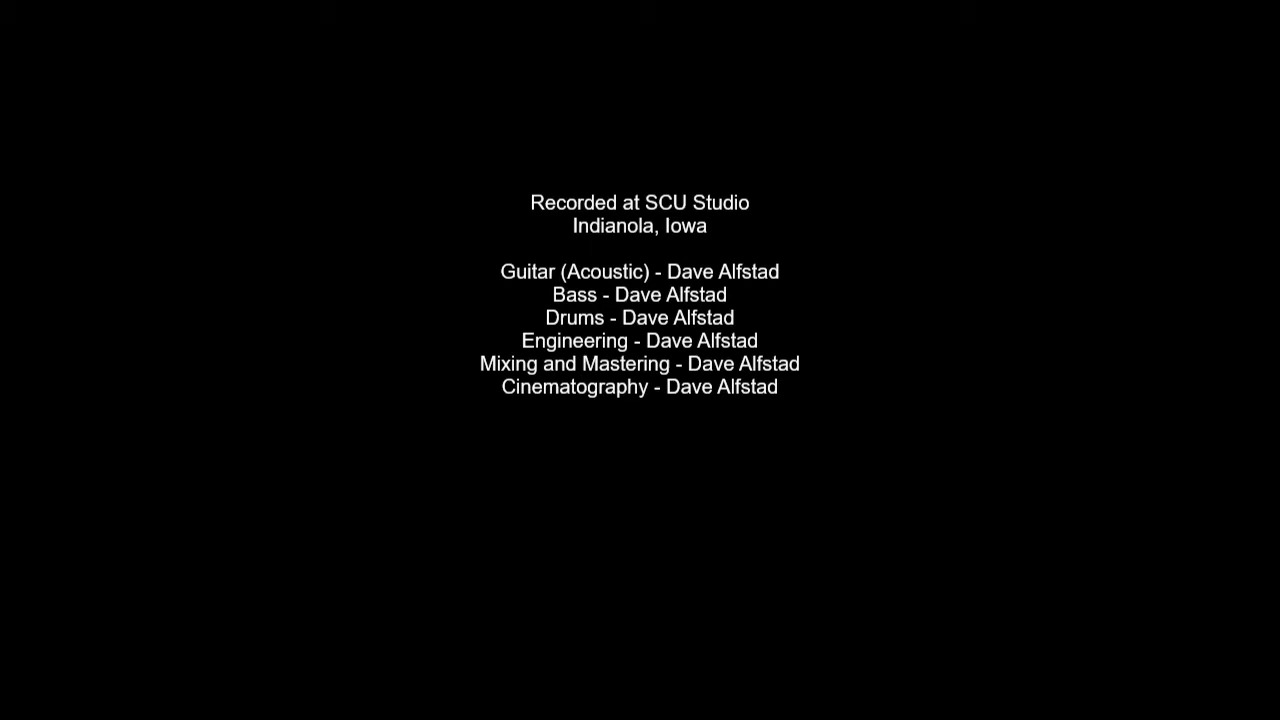 Recorded at SCU Studio
Indianola, Iowa
Guitar (Acoustic) - Dave Alfstad
Bass - Dave Alfstad
Drums - Dave Alfstad
Engineering - Dave Alfstad
Mixing and Mastering - Dave Alfstad
Cinematography - Dave Alfstad